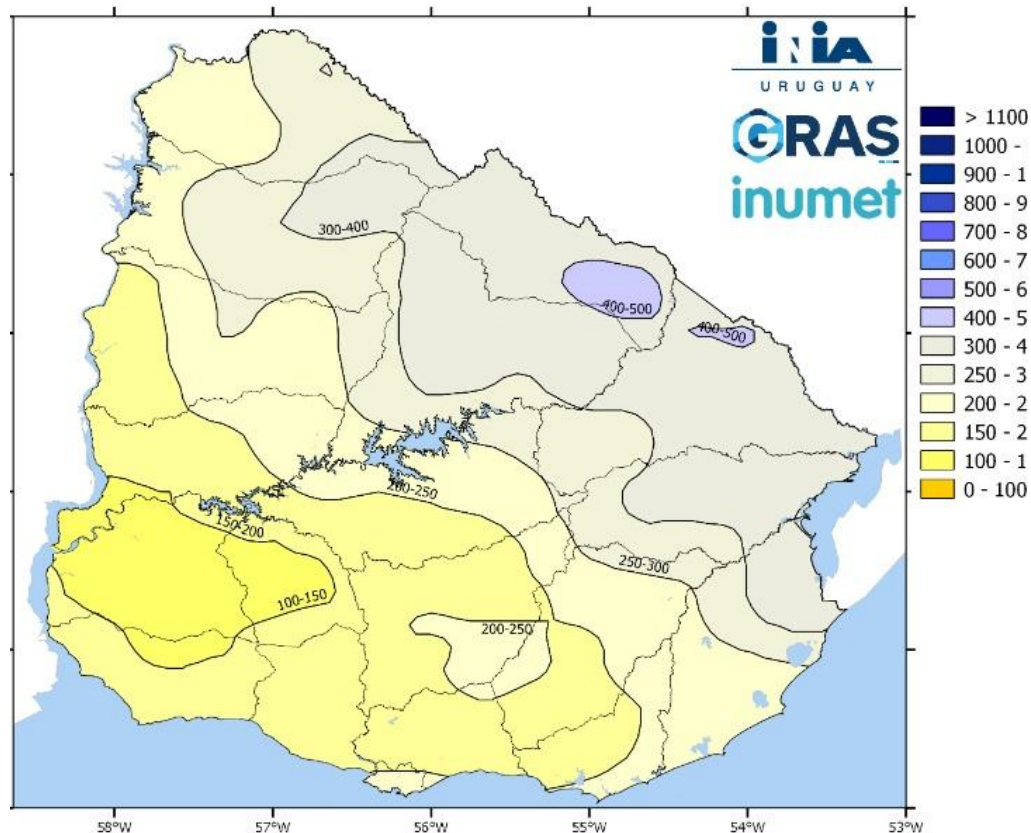 INIA
URUGUAY
GRAS
inumet
> 1100
1000 -
900 - 1
800 - 9
700 - 8
600 - 7
500 - 6
400 - 5
300 - 4
250 - 3
200 - 2
150 - 2
100 - 1
0 - 100
300-400
400-500
400-500
200-250
150-200
250-300
100-150
200-250
58°W
57°W
56°W
55°W
54°W
53°W